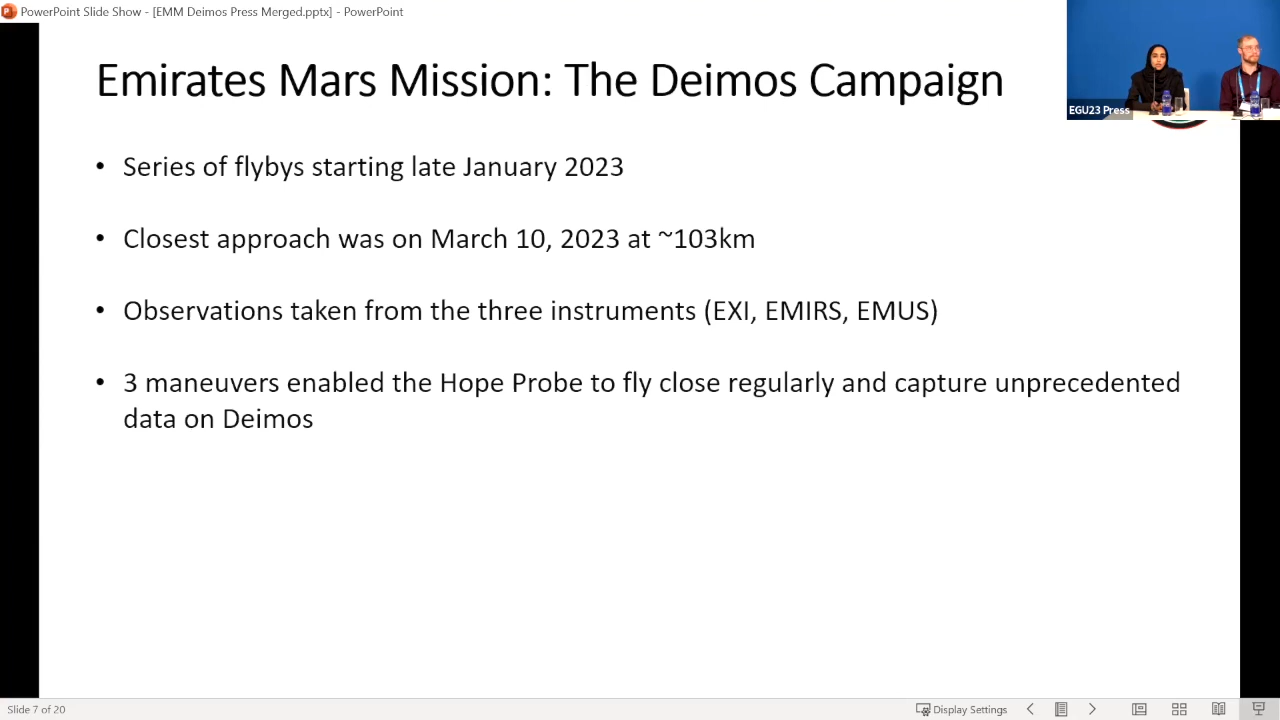 PowerPoint Slide Show - [EMM Deimos Press Merged.pptx] - PowerPoint
Emirates Mars Mission: The Deimos Campaign
EGU23 Press
• Series of flybys starting late January 2023
• Closest approach was on March 10, 2023 at ~103km
• Observations taken from the three instruments (EXI, EMIRS, EMUS)
• 3 maneuvers enabled the Hope Probe to fly close regularly and capture unprecedented
data on Deimos
Slide 7 of 20
Display Settings